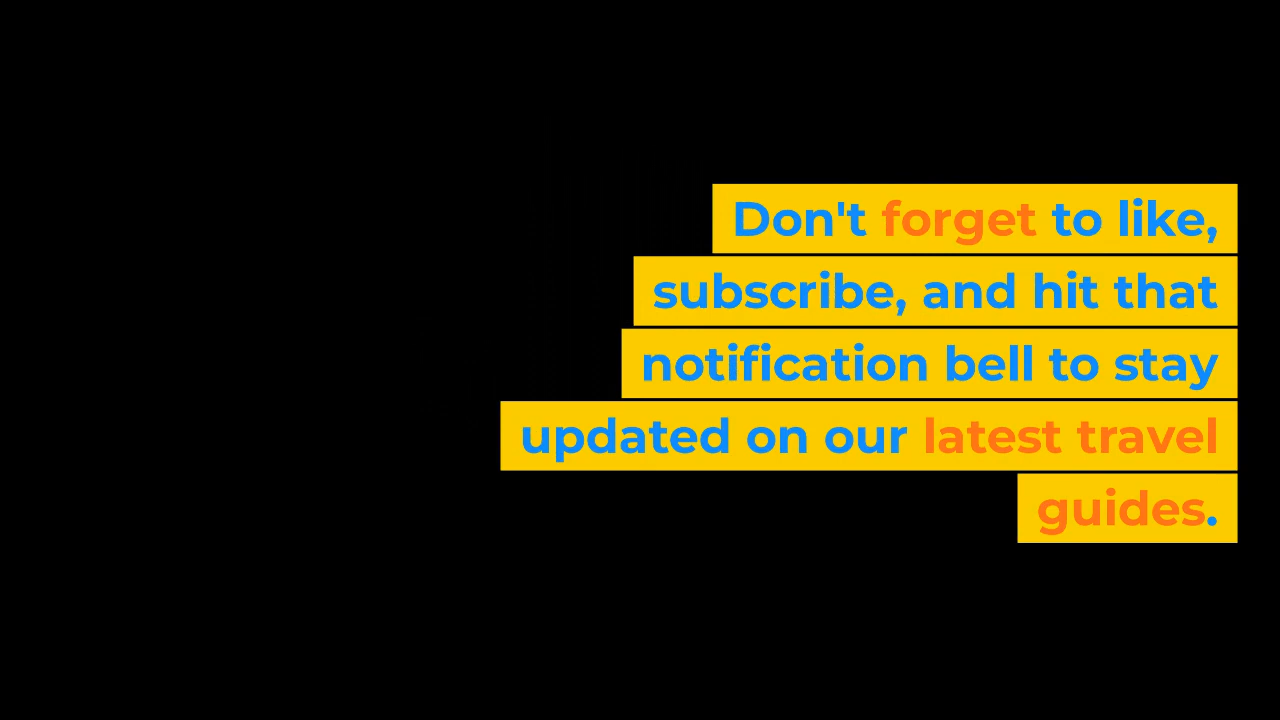 Don't forget to like,
subscribe, and hit that
notification bell to stay
updated on our latest travel
guides.